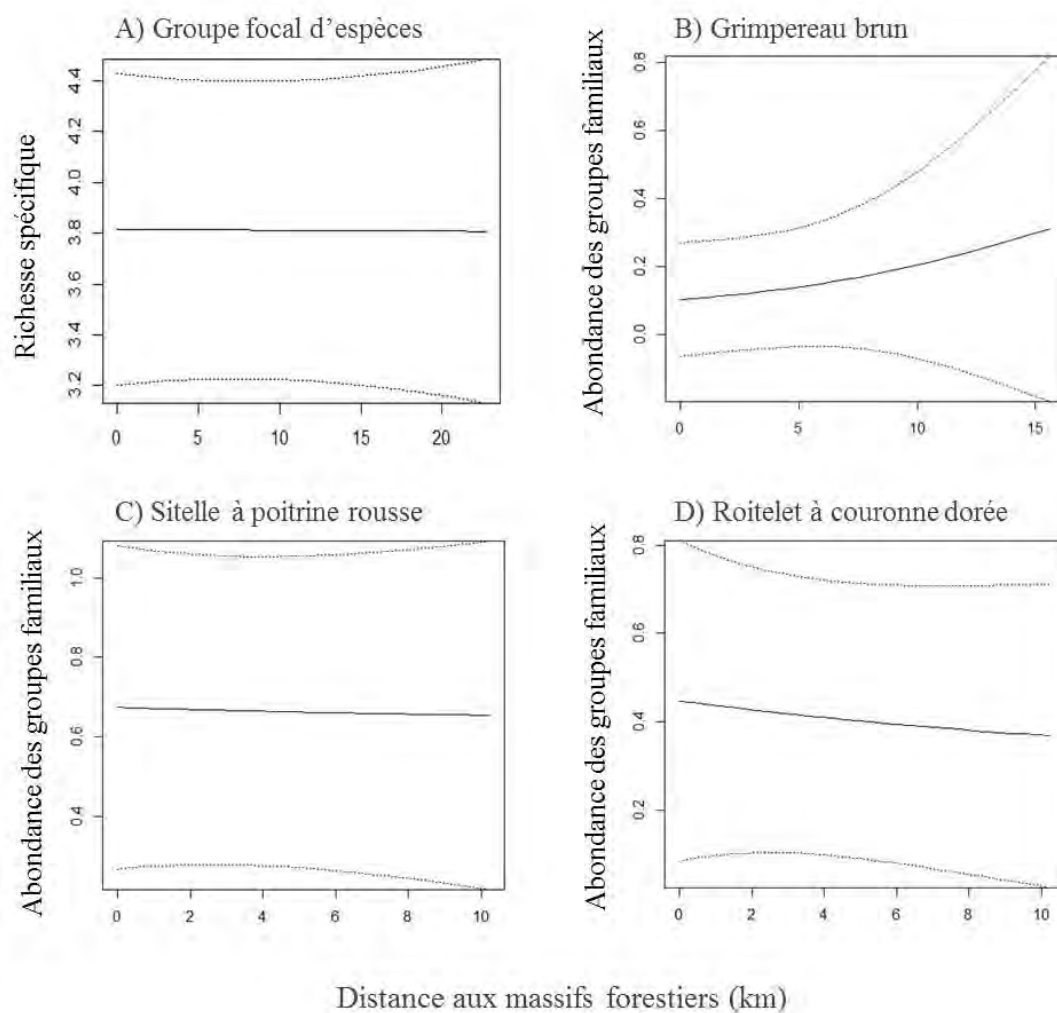 A) Groupe focal d'espèces
Richesse spécifique
4.4
4.2
4.0
3.8
3.6
3.4
3.2
0 5 10 15 20
B) Grimpereau brun
Abondance des groupes familiaux
0.8
0.6
0.4
0.2
0.0
0 5 10 15
C) Sitelle à poitrine rousse
Abondance des groupes familiaux
1.0
0.8
0.6
0.4
0 2 4 6 8 10
D) Roitelet à couronne dorée
Abondance des groupes familiaux
0.8
0.6
0.4
0.2
0 2 4 6 8 10
Distance aux massifs forestiers (km)